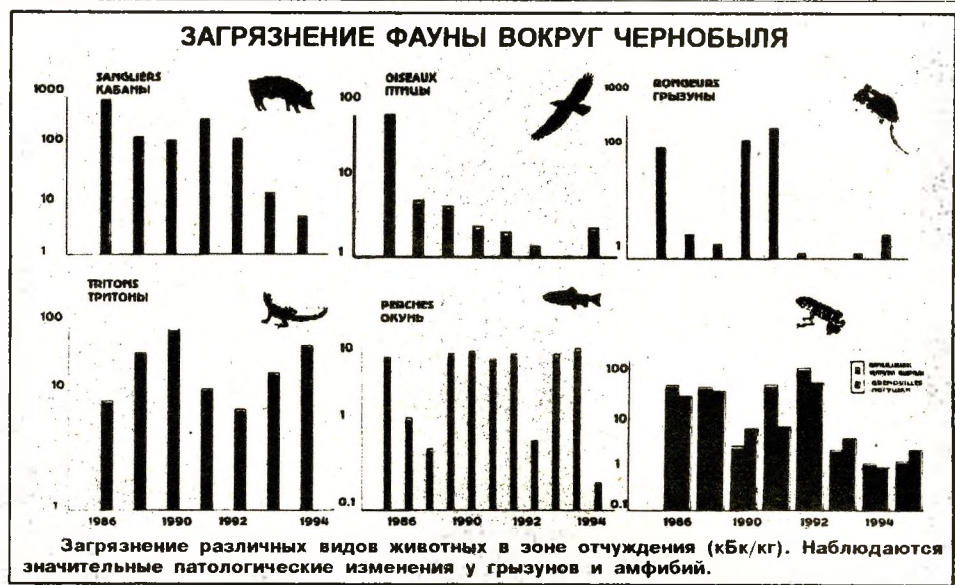 ЗАГРЯЗНЕНИЕ ФАУНЫ ВОКРУГ ЧЕРНОБЫЛЯ
SANGLIERS
КАБАНЫ
1000
100
10
1
OISEAUX
ПТИЦЫ
100
10
1
RONGEURS
ГРЫЗУНЫ
1000
100
1
TRITONS
ТРИТОНЫ
100
10
1
1986 1990 1992 1994
PERCHES
ОКУНЬ
10
1
0.1
1986 1990 1992 1994
100
10
1
0.1
GRENOUILLES
ЛЯГУШКИ
1986 1990 1992 1994
Загрязнение различных видов животных в зоне отчуждения (кБк/кг). Наблюдаются
значительные патологические изменения у грызунов и амфибий.